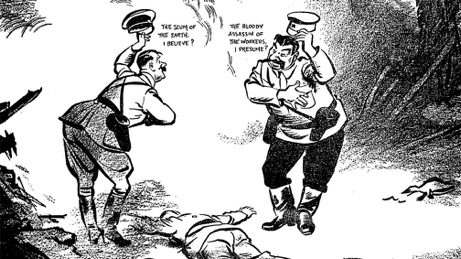 THE SCUM OF
THE EARTH,
I BELIEVE?
THE BLOODY
ASSASSIN OF
THE WORKERS,
I PRESUME?